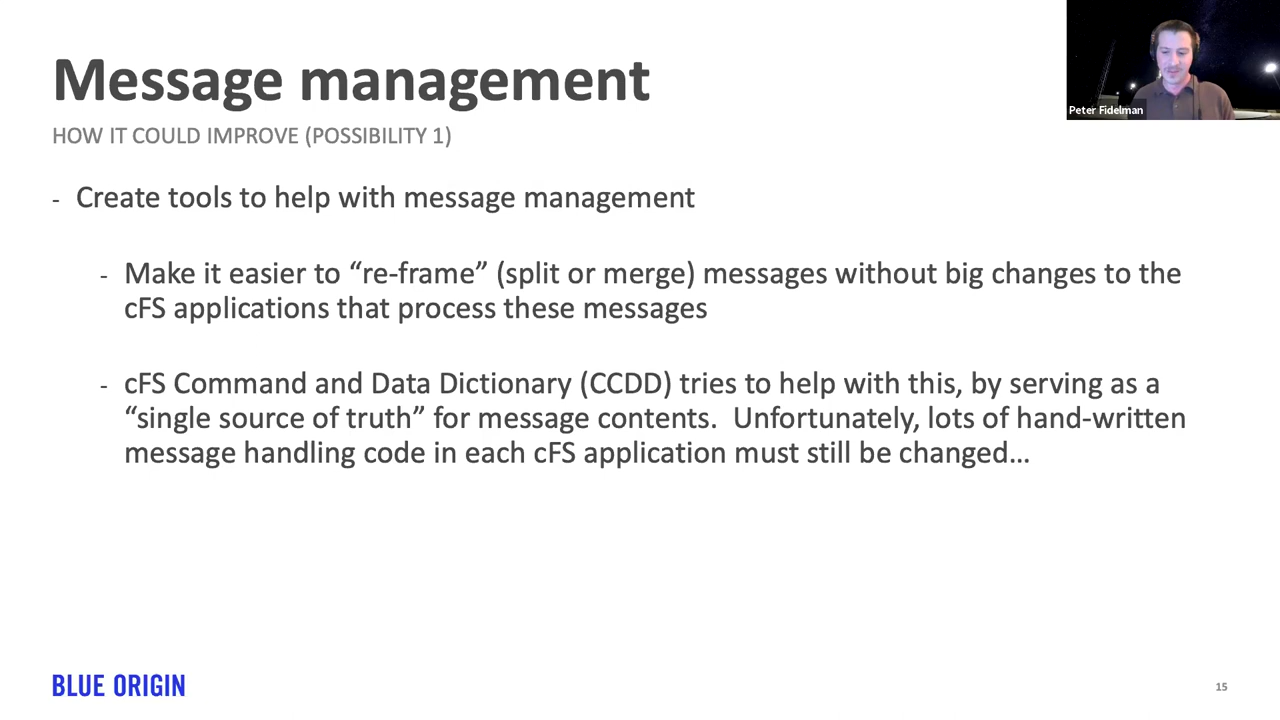 Message management
Peter Fidelman
HOW IT COULD IMPROVE (POSSIBILITY 1)
- Create tools to help with message management
- Make it easier to “re-frame” (split or merge) messages without big changes to the
cFS applications that process these messages
- cFS Command and Data Dictionary (CCDD) tries to help with this, by serving as a
“single source of truth” for message contents.  Unfortunately, lots of hand-written
message handling code in each cFS application must still be changed…
BLUE ORIGIN
15